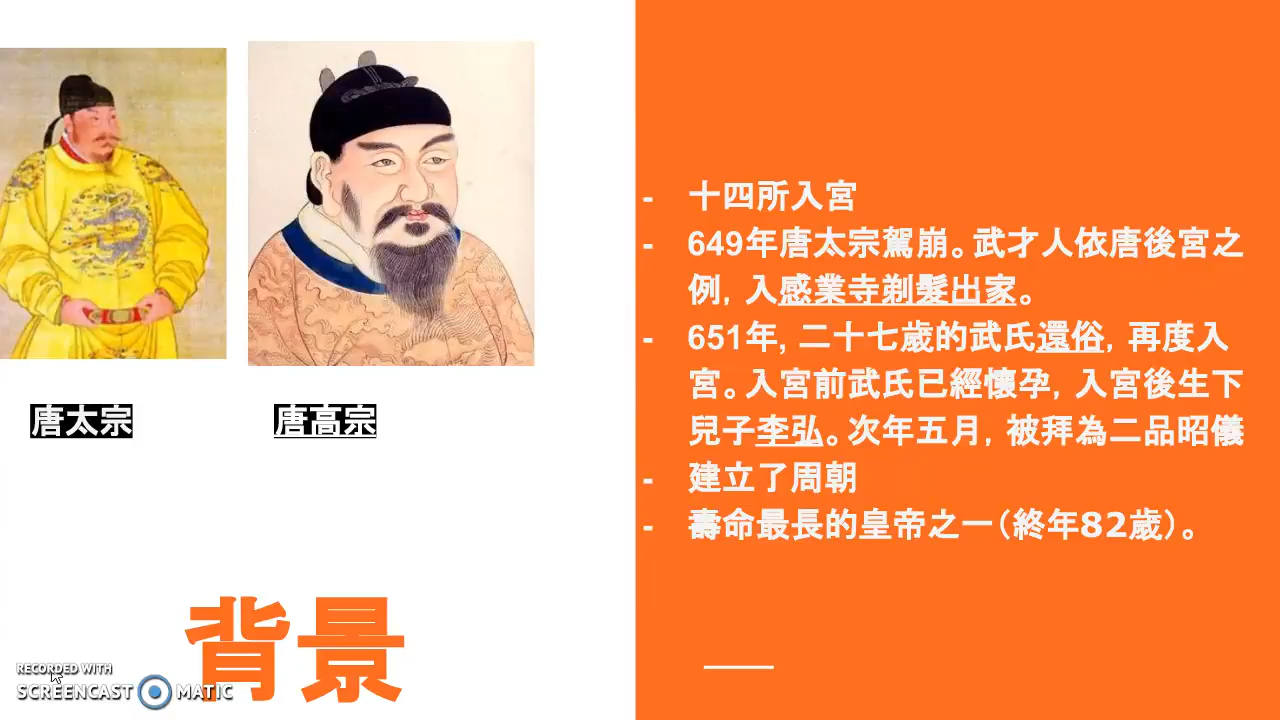 唐太宗
唐高宗
背景
- 十四所入宮
- 649年唐太宗駕崩。武才人依唐後宮之
例，入感業寺剃髮出家。
- 651年, 二十七歲的武氏還俗，再度入
宮。入宮前武氏已經懷孕，入宮後生下
兒子李弘。次年五月，被拜為二品昭儀
- 建立了周朝
- 壽命最長的皇帝之一（終年82歲）。
RECORDED WITH
SCREENCAST MATIC